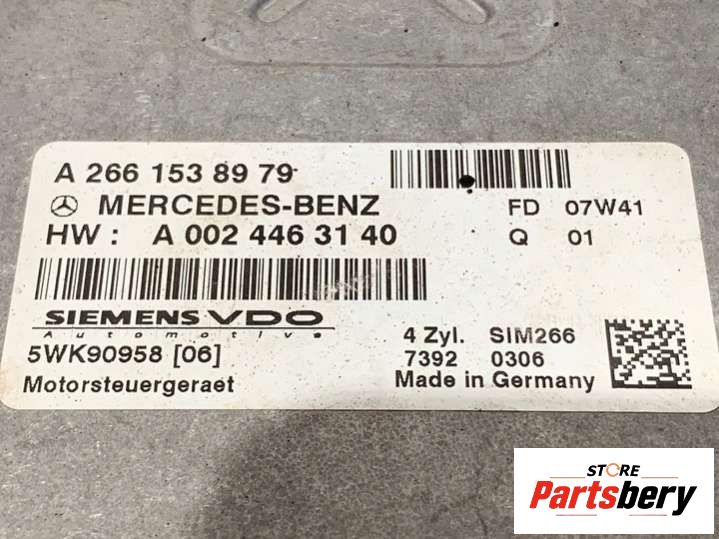 A 266 153 89 79
MERCEDES-BENZ
FD 07W41
HW : A 002 446 31 40
Q 01
SIEMENS VDO
Automotive
4 Zyl. SIM266
5WK90958 [06]
7392 0306
Motorsteuergeraet
Made in Germany
STORE
Partsbery